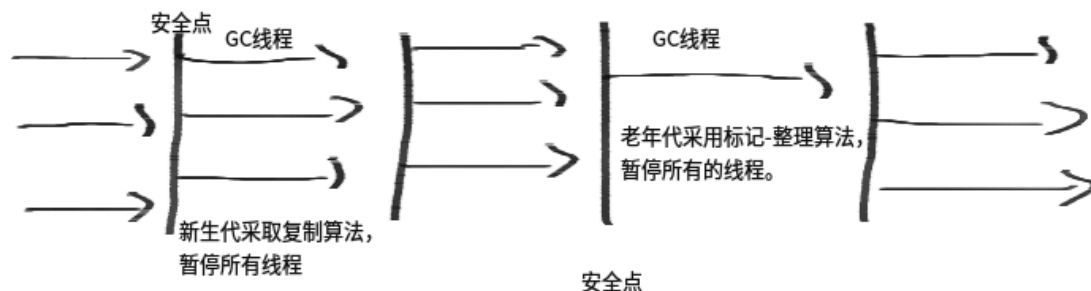 安全点
GC线程
GC线程
老年代采用标记-整理算法，
暂停所有的线程。
新生代采取复制算法，
暂停所有线程
安全点